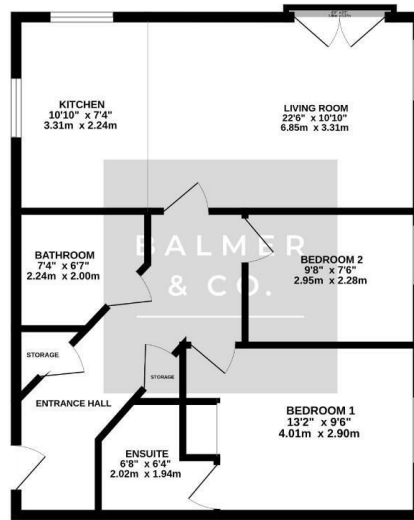 KITCHEN
10'10" x 7'4"
3.31m x 2.24m
LIVING ROOM
22'6" x 10'10"
6.85m x 3.31m
BATHROOM
7'4" x 6'7"
2.24m x 2.00m
BALMER
& CO.
BEDROOM 2
9'8" x 7'6"
2.95m x 2.28m
STORAGE
STORAGE
ENTRANCE HALL
BEDROOM 1
13'2" x 9'6"
4.01m x 2.90m
ENSUITE
6'8" x 6'4"
2.02m x 1.94m